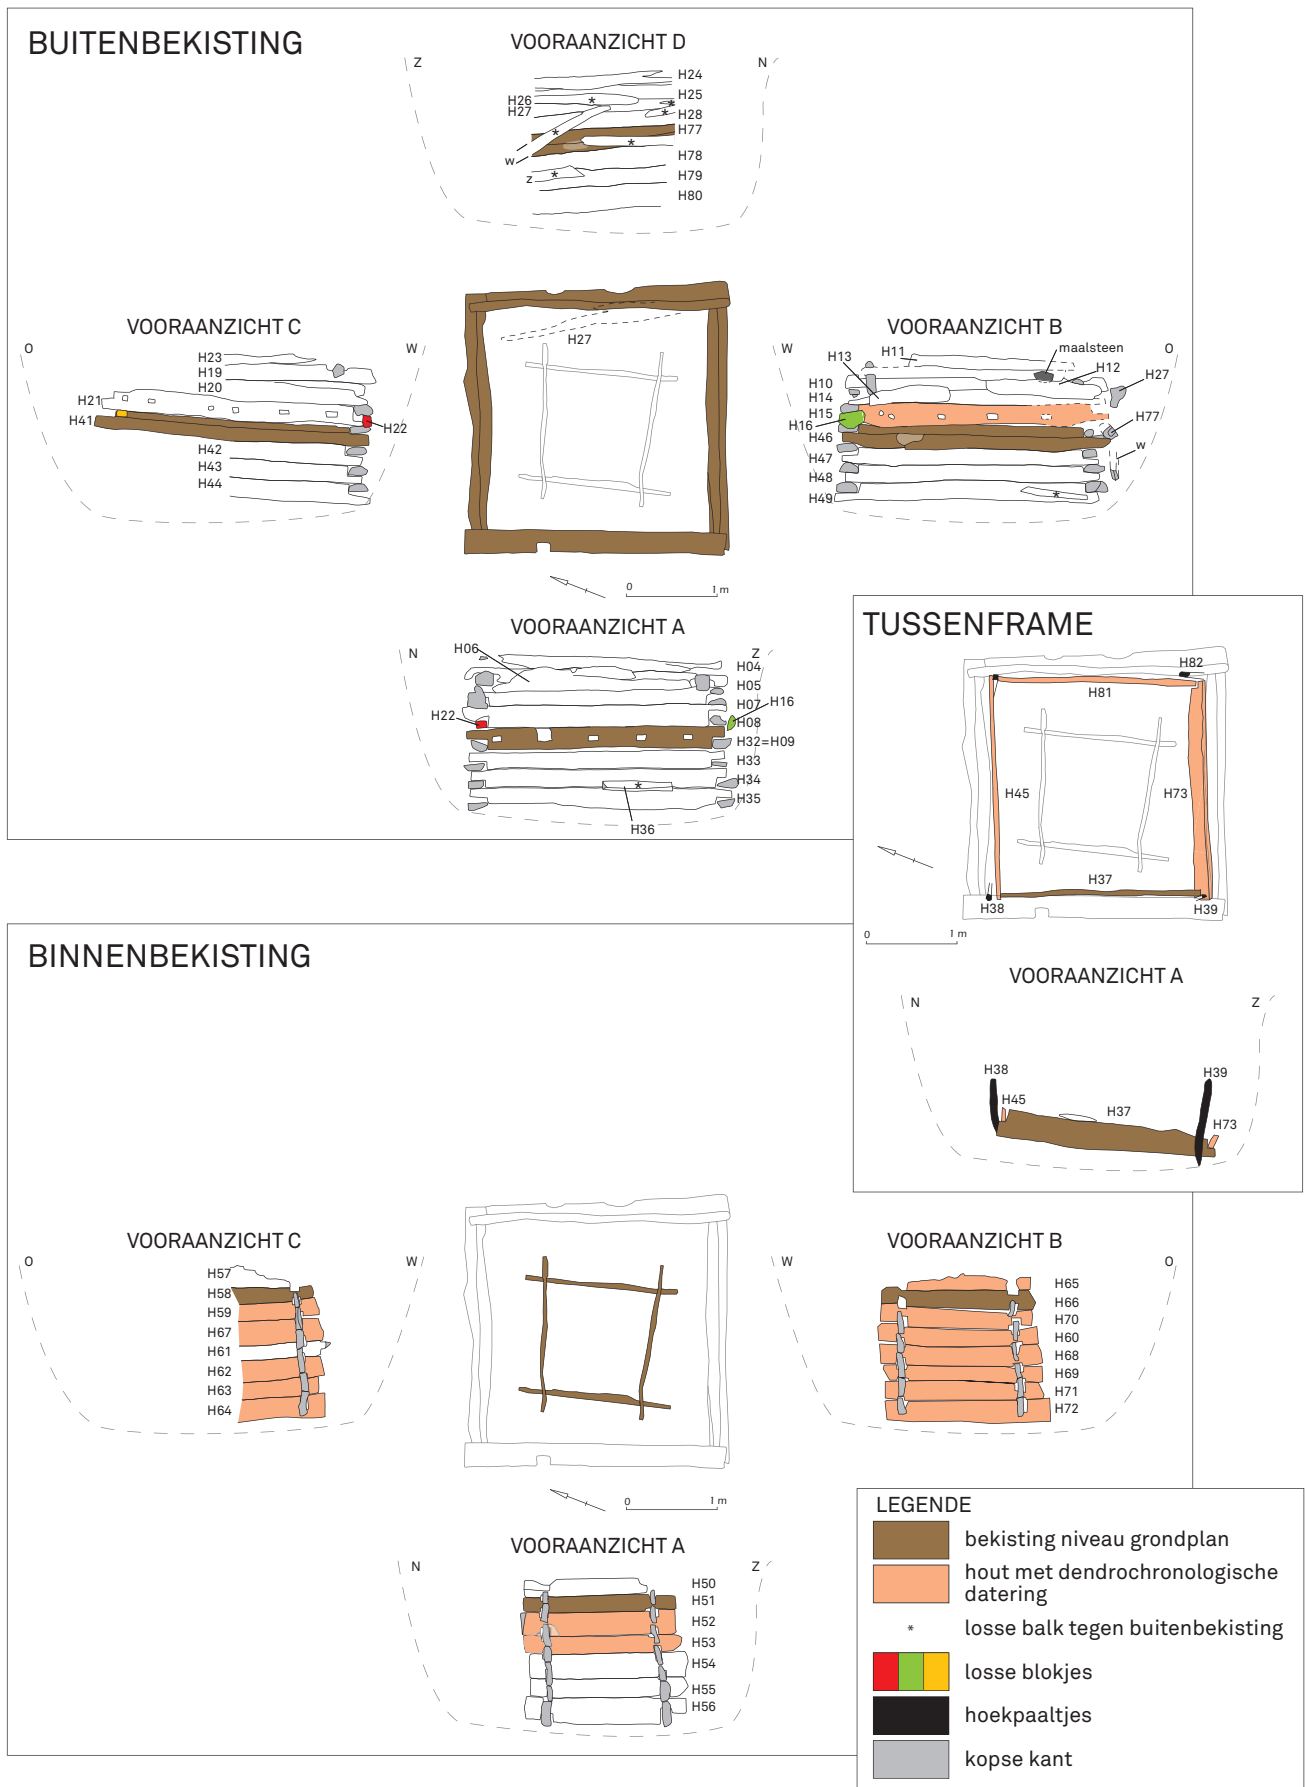 BUITENBEKISTING
VOORAANZICHT D
Z
N
H24
H25
H26
H27
H28
H77
w
H78
z
H79
H80
VOORAANZICHT C
O
W
H23
H19
H20
H21
H41
H22
H42
H43
H44
H27
VOORAANZICHT B
W
O
maalsteen
H11
H13
H12
H27
H10
H14
H15
H16
H77
H46
w
H47
H48
H49
*
0
1 m
VOORAANZICHT A
N
Z
H06
H04
H05
H07
H16
H22
H08
H32=H09
H33
H34
H35
H36
TUSSENFRAME
H82
H81
H45
H73
H37
H38
H39
0
1 m
VOORAANZICHT A
N
Z
H38
H39
H45
H37
H73
BINNENBEKISTING
VOORAANZICHT C
O
W
H57
H58
H59
H67
H61
H62
H63
H64
VOORAANZICHT B
W
O
H65
H66
H70
H60
H68
H69
H71
H72
0
1 m
VOORAANZICHT A
N
Z
H50
H51
H52
H53
H54
H55
H56
LEGENDE
bekisting niveau grondplan
hout met dendrochronologische
datering
* losse balk tegen buitenbekisting
losse blokjes
hoekpaaltjes
kopse kant